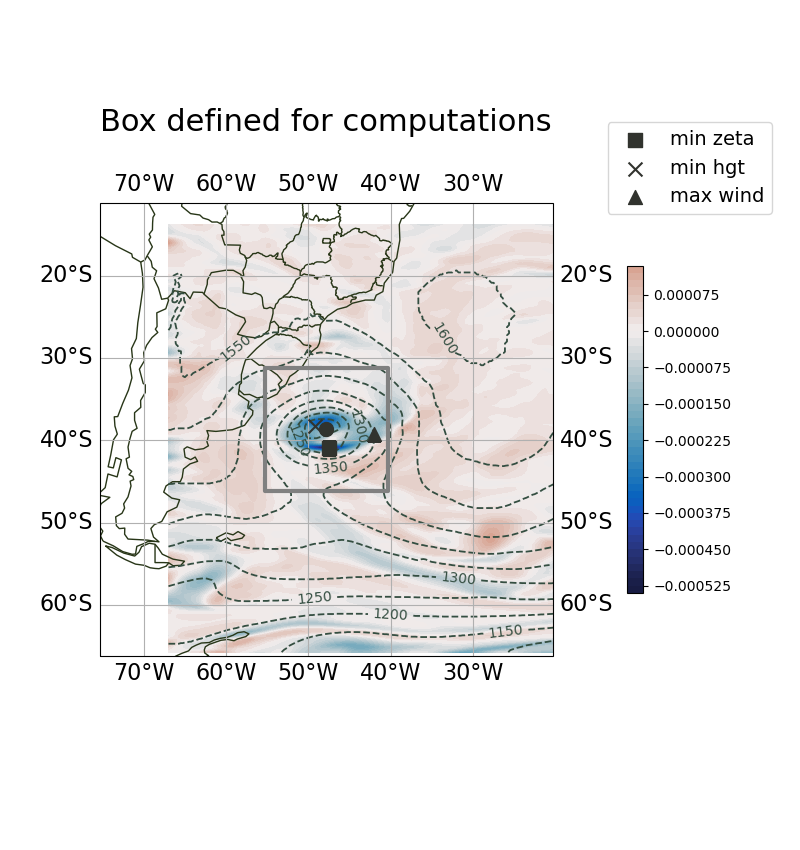 Box defined for computations
min zeta
min hgt
max wind
70°W 60°W 50°W 40°W 30°W
20°S 20°S
30°S 30°S
40°S 40°S
50°S 50°S
60°S 60°S
1600
1550
1300
1250
1350
1300
1250
1200
1150
70°W 60°W 50°W 40°W 30°W
0.000075
0.000000
−0.000075
−0.000150
−0.000225
−0.000300
−0.000375
−0.000450
−0.000525